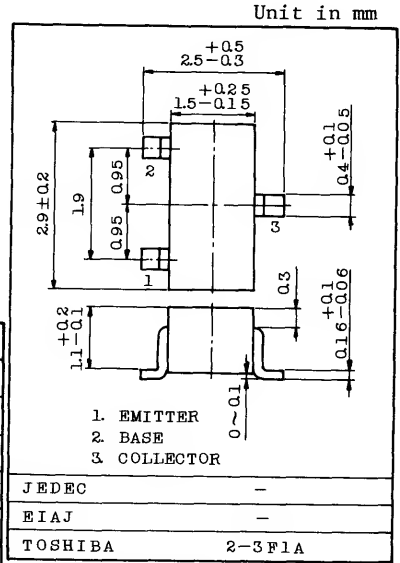 Unit in mm
+0.5
2.5-0.3
+0.25
1.5-0.15
2.9±0.2
1.9
0.95
0.95
2
1
3
+0.1
0.4-0.05
+0.2
1.1-0.1
0.3
+0.1
0.16-0.06
0~0.1
1. EMITTER
2. BASE
3. COLLECTOR
JEDEC –
EIAJ –
TOSHIBA 2-3F1A